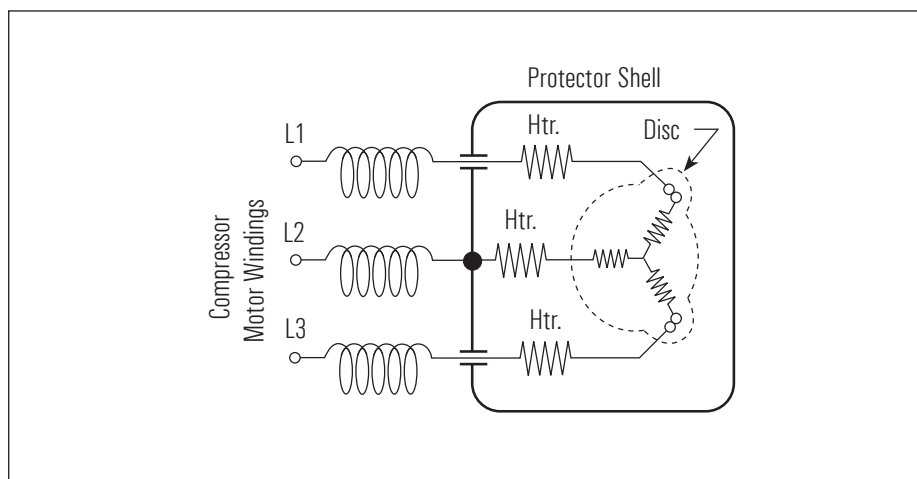 Protector Shell
L1
Htr.
Disc
L2
Htr.
Compressor
Motor Windings
L3
Htr.